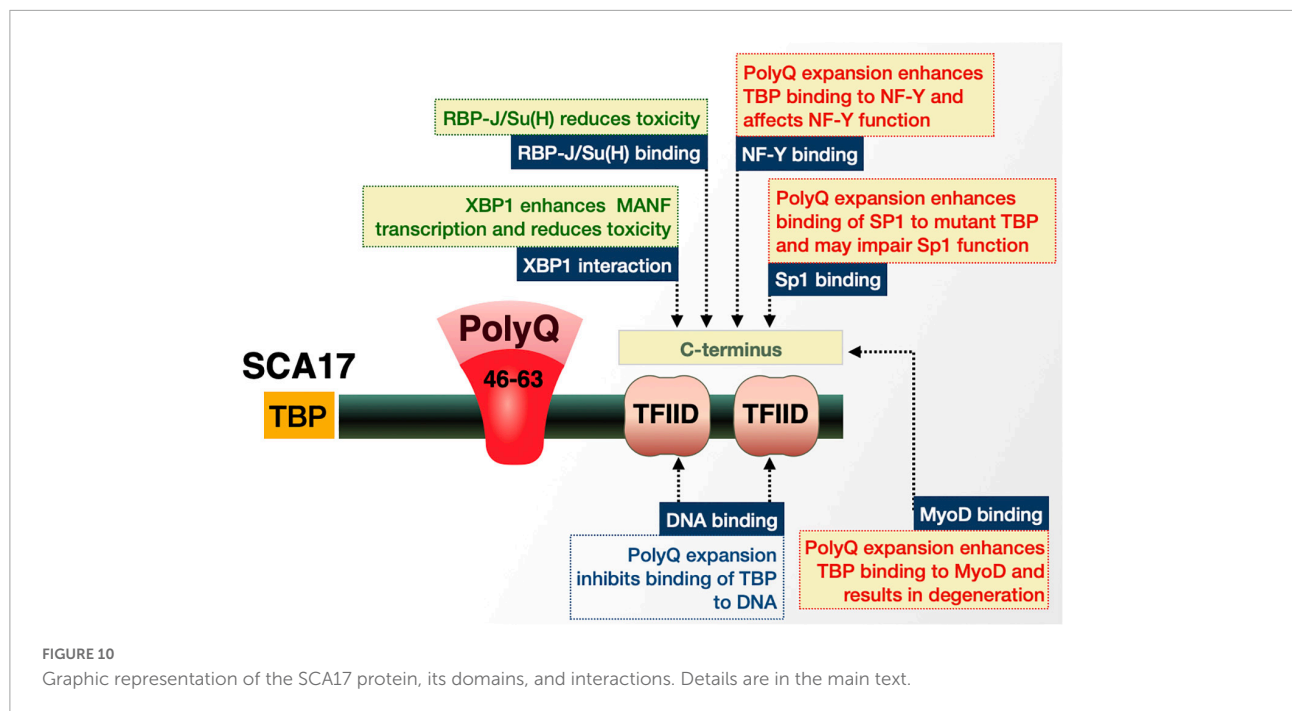 PolyQ expansion enhances
TBP binding to NF-Y and
affects NF-Y function
NF-Y binding
RBP-J/Su(H) reduces toxicity
RBP-J/Su(H) binding
XBP1 enhances MANF
transcription and reduces toxicity
XBP1 interaction
PolyQ expansion enhances
binding of SP1 to mutant TBP
and may impair Sp1 function
Sp1 binding
C-terminus
PolyQ
46-63
SCA17
TBP
TFIID
TFIID
DNA binding
PolyQ expansion
inhibits binding of TBP
to DNA
MyoD binding
PolyQ expansion enhances
TBP binding to MyoD and
results in degeneration
FIGURE 10
Graphic representation of the SCA17 protein, its domains, and interactions. Details are in the main text.